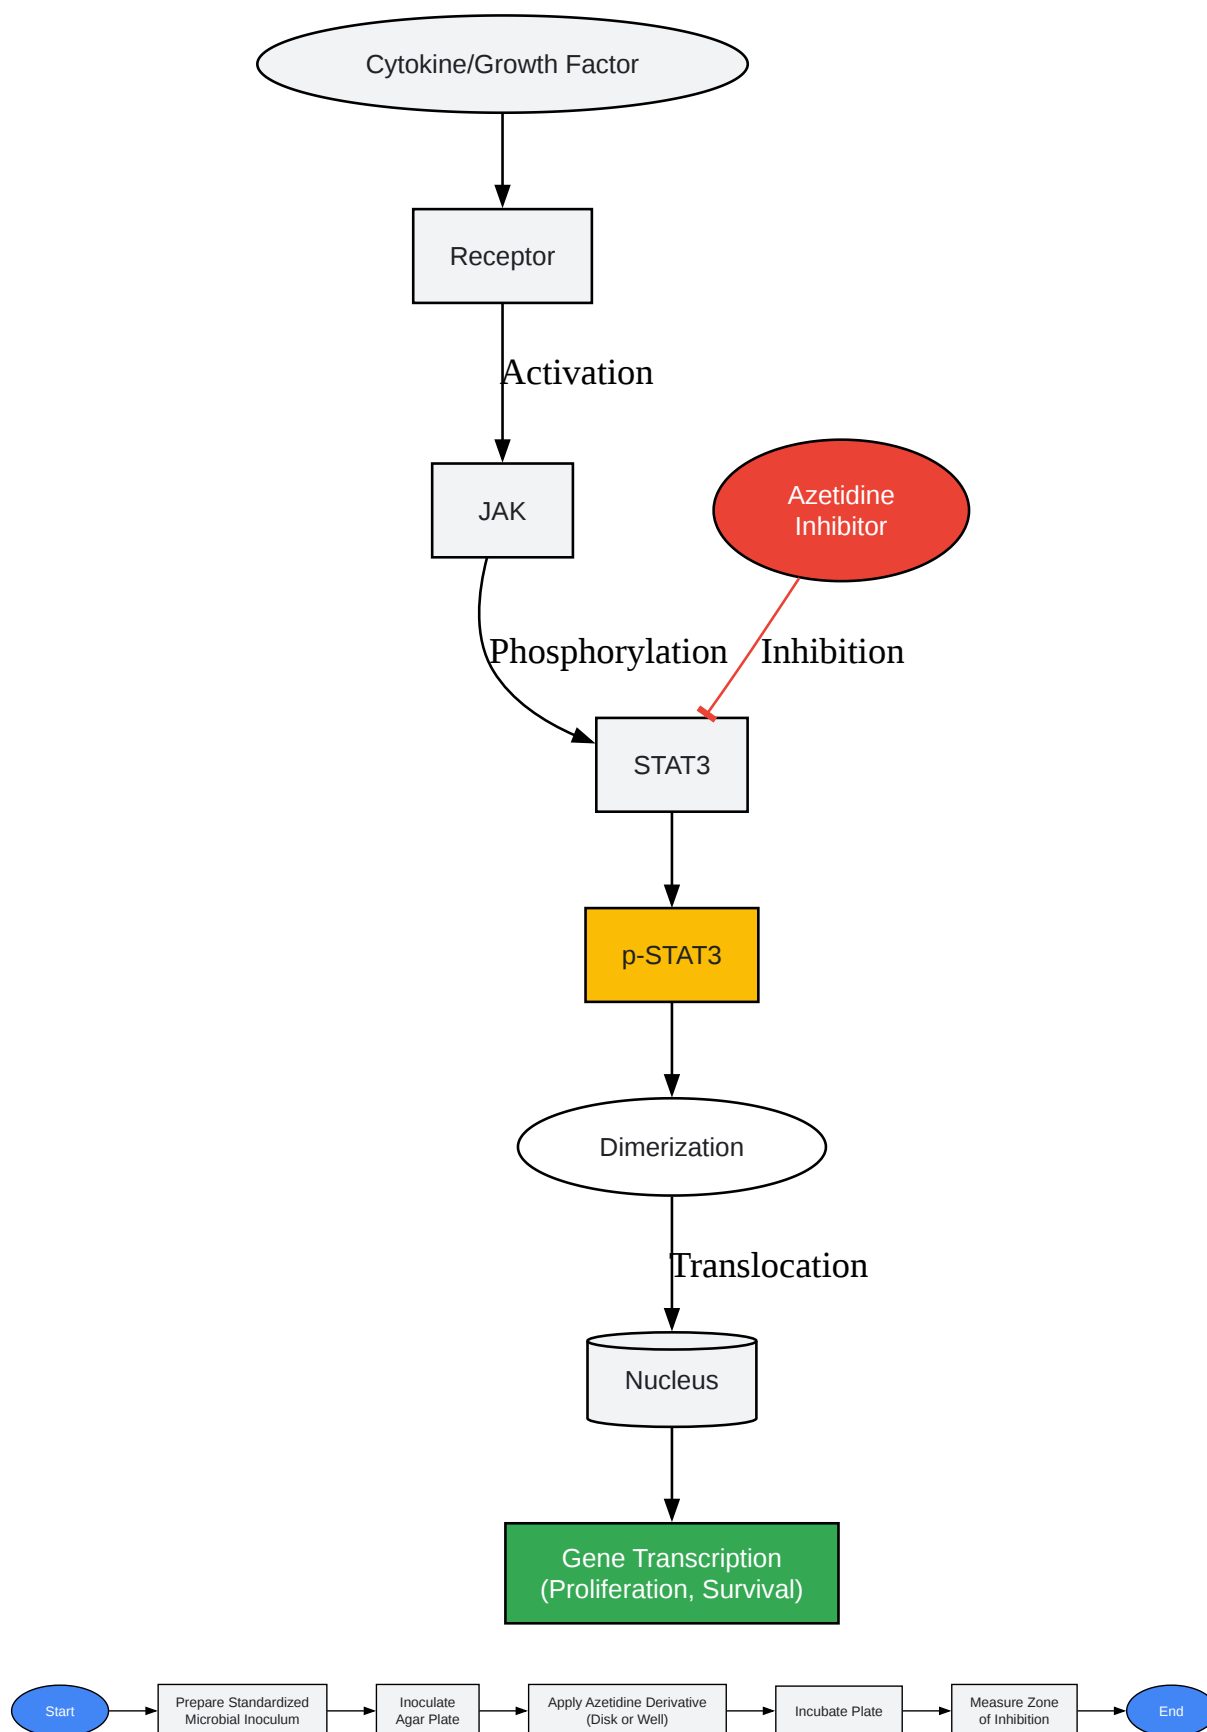 Cytokine/Growth Factor
Receptor
Activation
JAK
Azetidine
Inhibitor
Phosphorylation
Inhibition
STAT3
p-STAT3
Dimerization
Translocation
Nucleus
Gene Transcription
(Proliferation, Survival)
Start
Prepare Standardized
Microbial Inoculum
Inoculate
Agar Plate
Apply Azetidine Derivative
(Disk or Well)
Incubate Plate
Measure Zone
of Inhibition
End